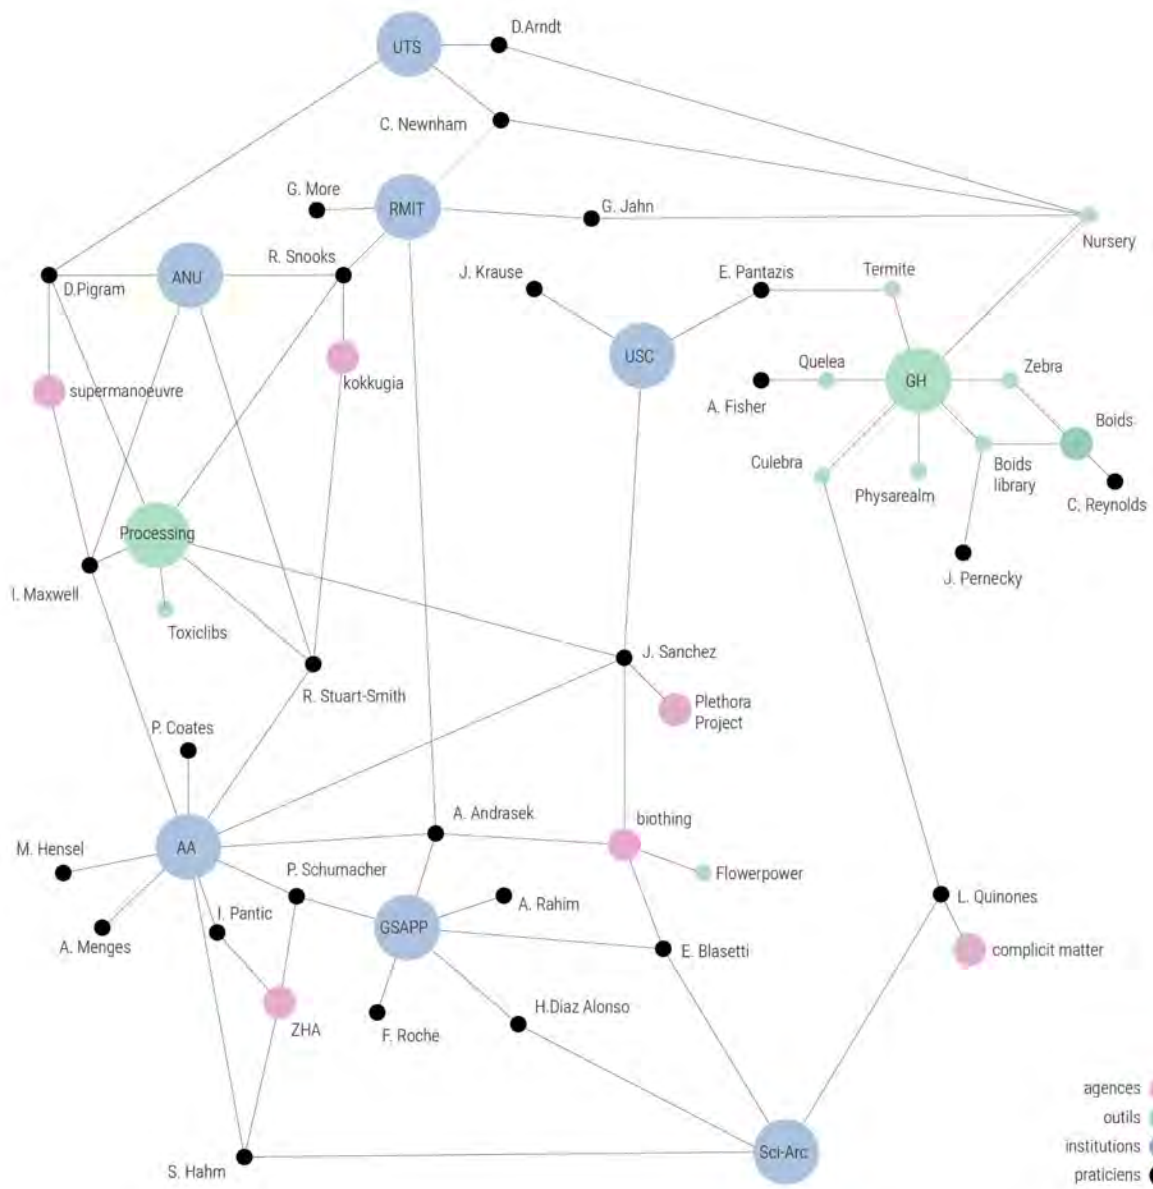 UTS
D.Arndt
C. Newnham
G. More
RMIT
G. Jahn
Nursery
R. Snooks
ANU
D.Pigram
J. Krause
E. Pantazis
Termite
USC
kokkugia
supermanoeuvre
Quelea
GH
Zebra
A. Fisher
Boids
Culebra
Physarealm
Boids
library
C. Reynolds
Processing
J. Pernecky
I. Maxwell
Toxiclibs
J. Sanchez
R. Stuart-Smith
Plethora
Project
P. Coates
A. Andrasek
biothing
M. Hensel
AA
P. Schumacher
Flowerpower
I. Pantic
A. Rahim
L. Quinones
GSAPP
A. Menges
E. Blasetti
complicit matter
H.Diaz Alonso
ZHA
F. Roche
agences
outils
institutions
praticiens
Sci-Arc
S. Hahm